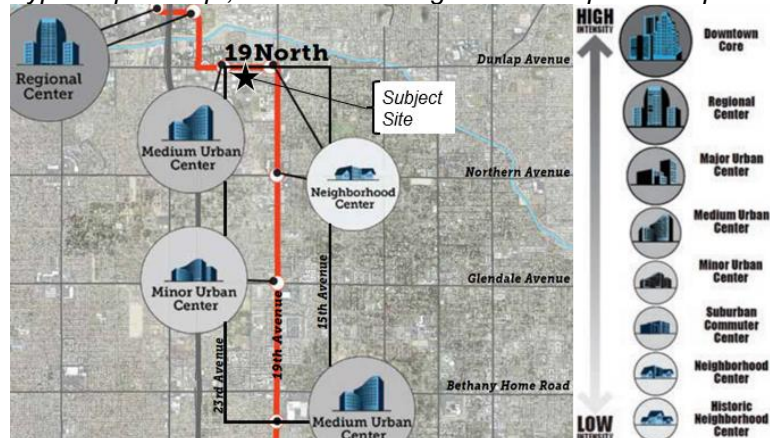 19North
Dunlap Avenue
Regional
Center
Subject
Site
Medium Urban
Center
Neighborhood
Center
Northern Avenue
Minor Urban
Center
Glendale Avenue
23rd Avenue
19th Avenue
15th Avenue
Bethany Home Road
Medium Urban
Center
HIGH
INTENSITY
Downtown
Core
Regional
Center
Major Urban
Center
Medium Urban
Center
Minor Urban
Center
Suburban
Commuter
Center
Neighborhood
Center
Historic
Neighborhood
Center
LOW
INTENSITY